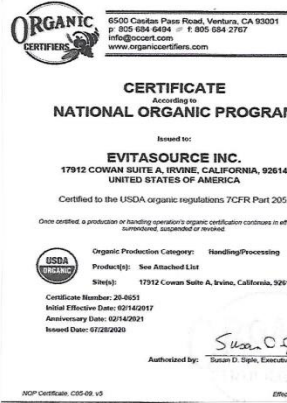 ORGANIC
CERTIFIERS
6500 Casitas Pass Road, Ventura, CA 93001
p: 805 684 6494 f: 805 684 2767
info@occert.com
www.organiccertifiers.com
CERTIFICATE
According to
NATIONAL ORGANIC PROGRAM
Issued to:
EVITASOURCE INC.
17912 COWAN SUITE A, IRVINE, CALIFORNIA, 92614
UNITED STATES OF AMERICA
Certified to the USDA organic regulations 7CFR Part 205
Once certified, a production or handling operation's organic certification continues in
surrendered, suspended or revoked.
USDA
ORGANIC
Organic Production Category: Handling/Processing
Product(s): See Attached List
Site(s): 17912 Cowan Suite A, Irvine, California,
Certificate Number: 20-0651
Initial Effective Date: 02/14/2017
Anniversary Date: 02/14/2021
Issued Date: 07/28/2020
Authorized by: Susan D. Siple,
NOP Certificate, C05-09, v5